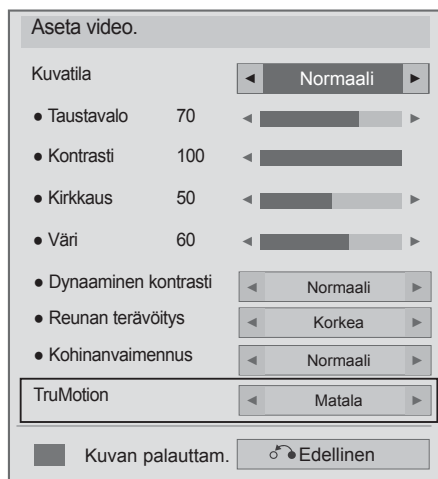 Aseta video.
Kuvatila ◄ Normaali ►
● Taustavalo 70 ◄ ►
● Kontrasti 100 ◄
● Kirkkaus 50 ◄ ►
● Väri 60 ◄ ►
● Dynaaminen kontrasti ◄ Normaali ►
● Reunan terävöitys ◄ Korkea ►
● Kohinanvaimennus ◄ Normaali ►
TruMotion ◄ Matala ►
Kuvan palauttam. Edellinen